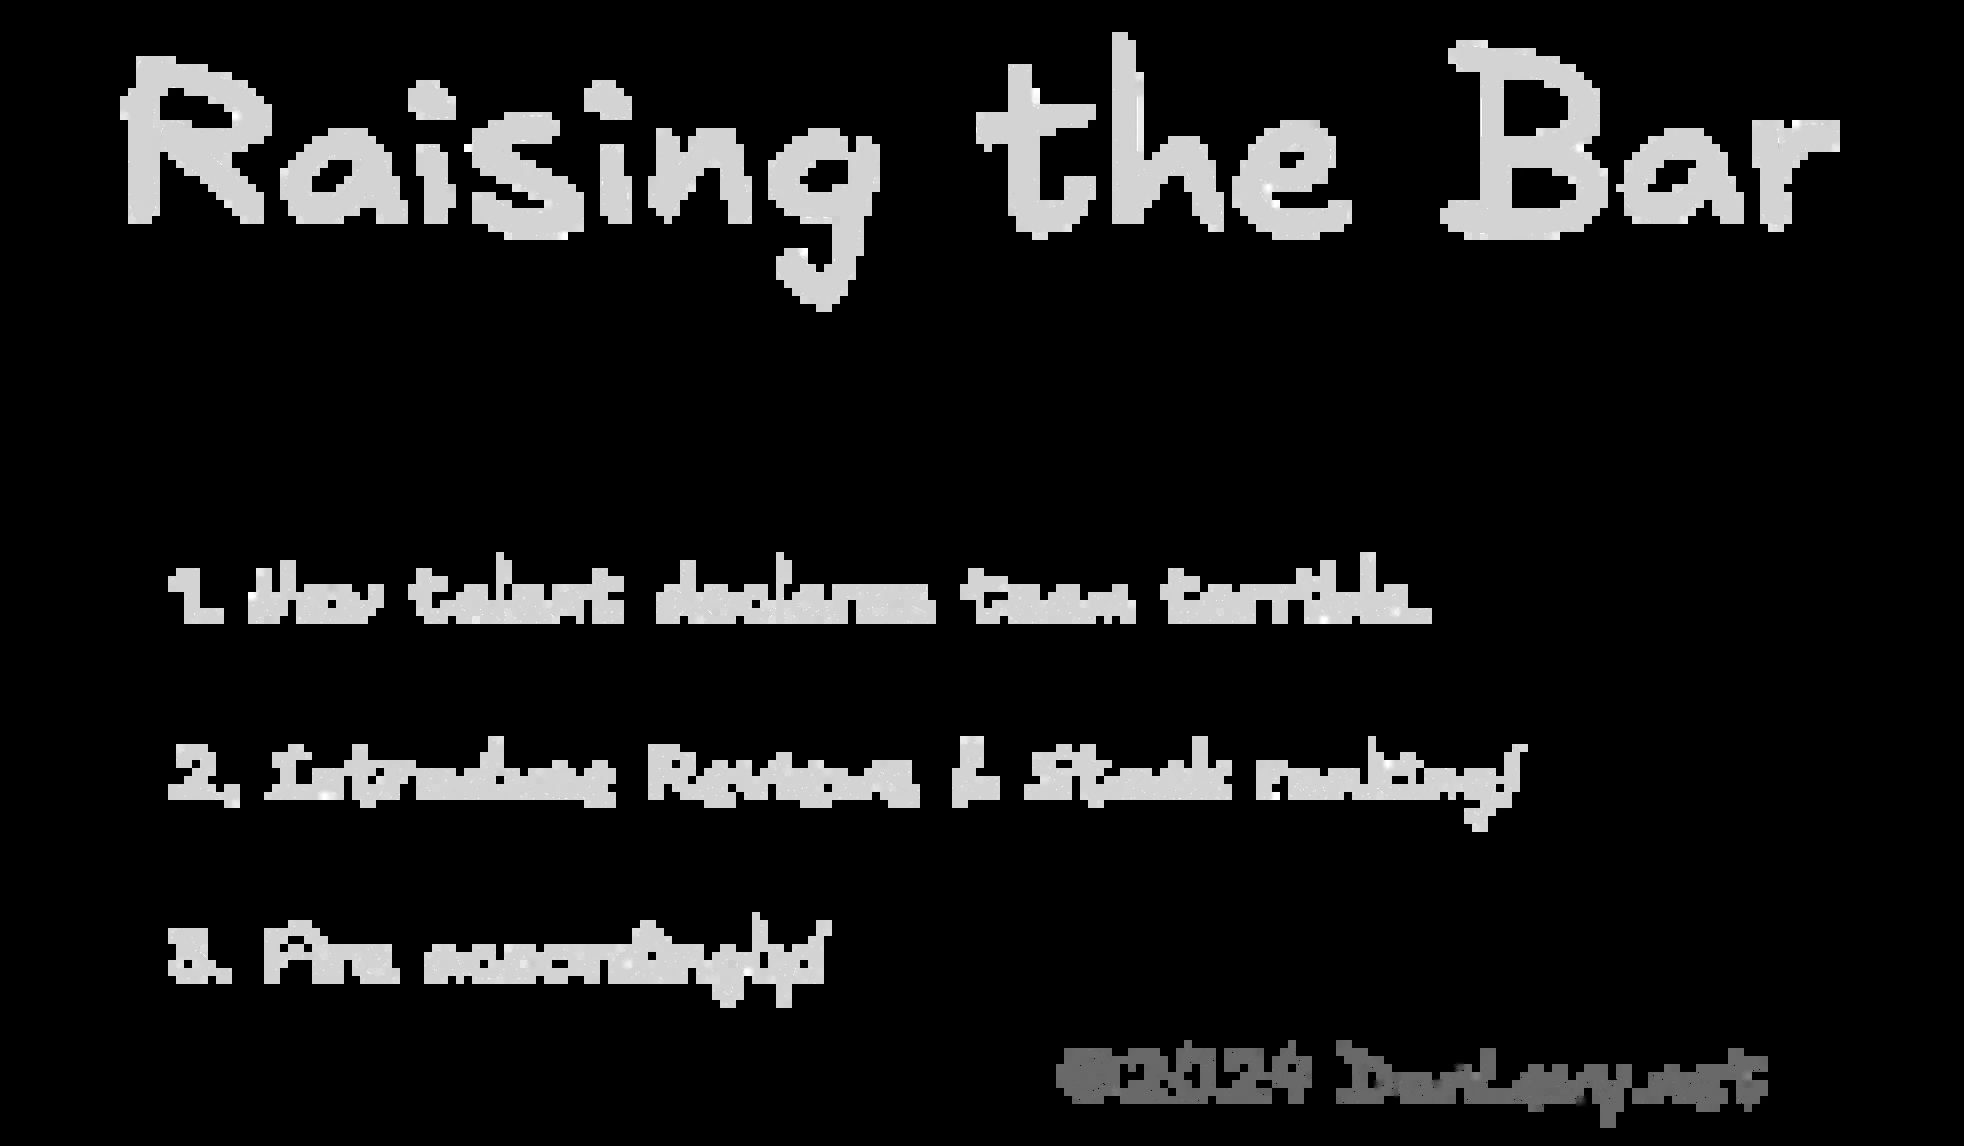 Raising the Bar
1. New talent declares team terrible.
2. Introduce Reviews & Stack ranking!
3. Fire accordingly!
©2024 DanLevy.net